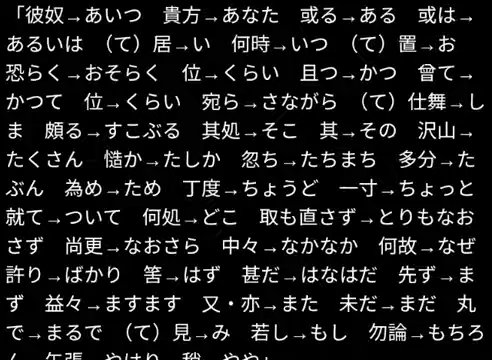 「彼奴→あいつ　貴方→あなた　或る→ある　或は→
あるいは　（て）居→い　何時→いつ　（て）置→お
恐らく→おそらく　位→くらい　且つ→かつ　曾て→
かつて　位→くらい　宛ら→さながら　（て）仕舞→し
ま　頗る→すこぶる　其処→そこ　其→その　沢山→
たくさん　慥か→たしか　忽ち→たちまち　多分→た
ぶん　為め→ため　丁度→ちょうど　一寸→ちょっと
就て→ついて　何処→どこ　取も直さず→とりもなお
さず　尚更→なおさら　中々→なかなか　何故→なぜ
許り→ばかり　筈→はず　甚だ→はなはだ　先ず→ま
ず　益々→ますます　又・亦→また　未だ→まだ　丸
で→まるで　（て）見→み　若し→もし　勿論→もちろ
ん　矢張→やはり　稍→やや」